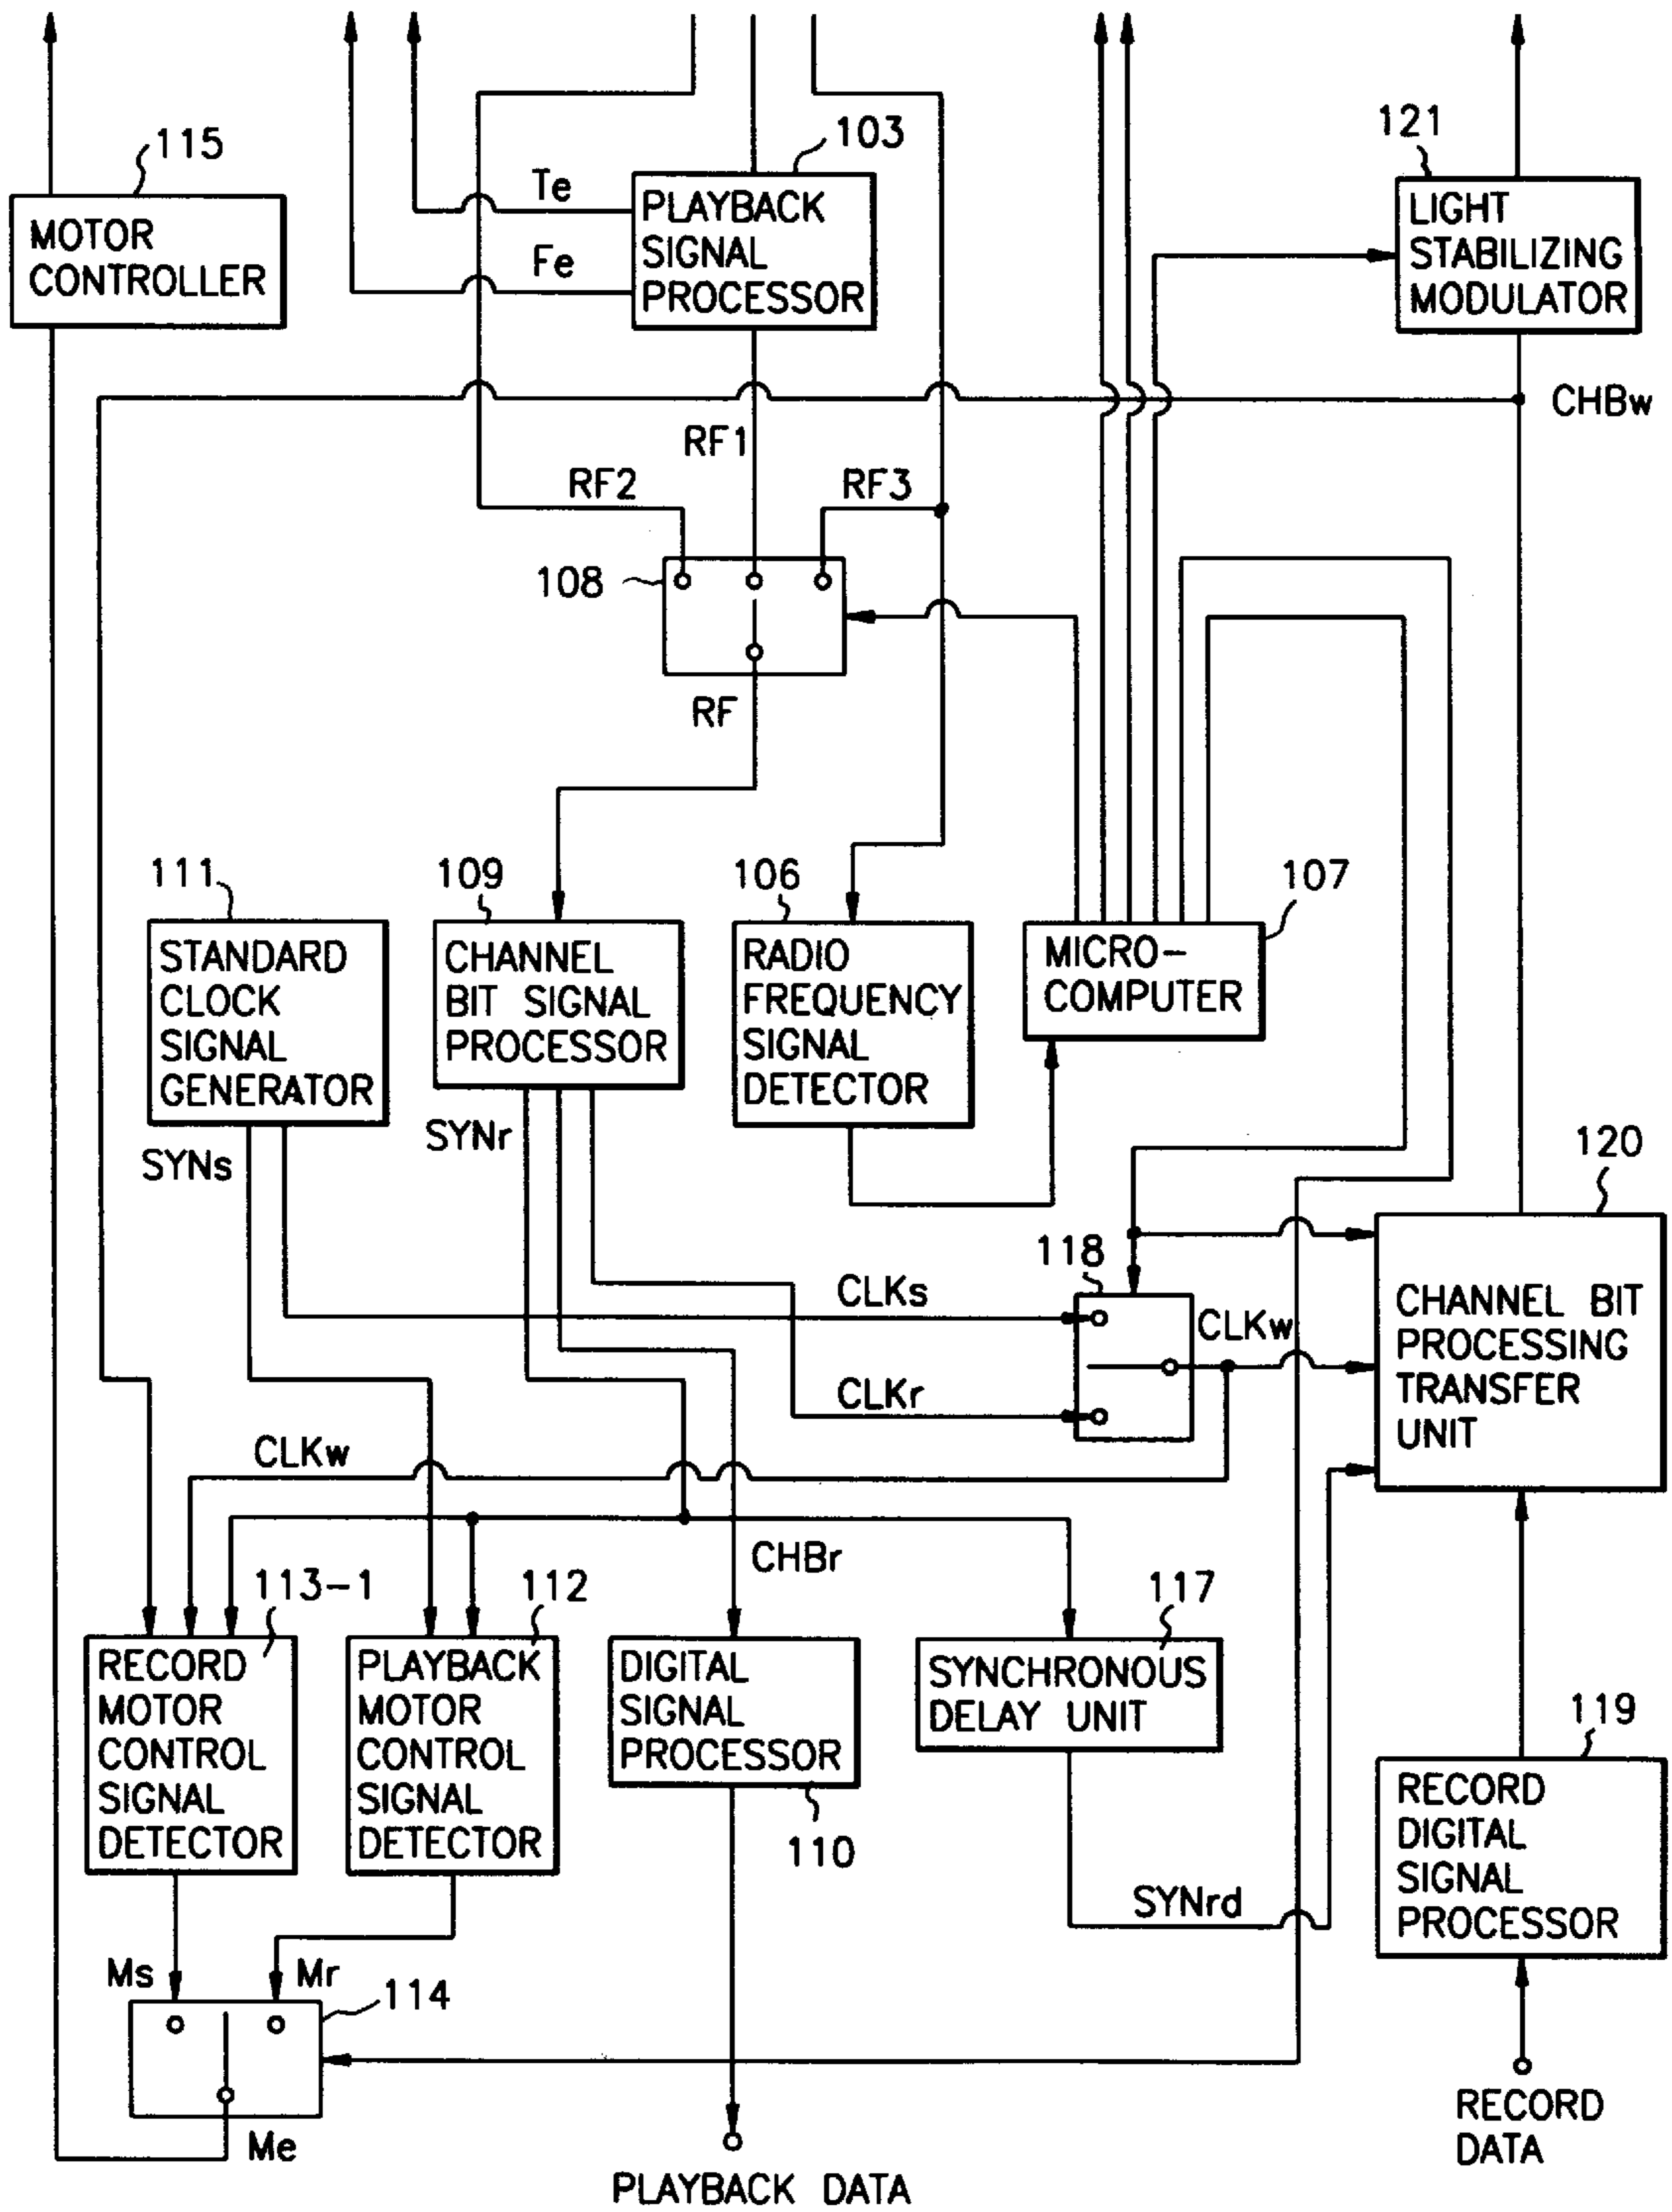 115
MOTOR
CONTROLLER
Te
Fe
103
PLAYBACK
SIGNAL
PROCESSOR
121
LIGHT
STABILIZING
MODULATOR
CHBw
RF1
RF2
RF3
108
RF
111
STANDARD
CLOCK
SIGNAL
GENERATOR
109
CHANNEL
BIT SIGNAL
PROCESSOR
106
RADIO
FREQUENCY
SIGNAL
DETECTOR
107
MICRO-
COMPUTER
SYNs
SYNr
120
118
CLKs
CLKw
CLKr
CHANNEL BIT
PROCESSING
TRANSFER
UNIT
CLKw
CHBr
113-1
RECORD
MOTOR
CONTROL
SIGNAL
DETECTOR
112
PLAYBACK
MOTOR
CONTROL
SIGNAL
DETECTOR
DIGITAL
SIGNAL
PROCESSOR
110
117
SYNCHRONOUS
DELAY UNIT
119
RECORD
DIGITAL
SIGNAL
PROCESSOR
SYNrd
Ms
Mr
114
Me
PLAYBACK DATA
RECORD
DATA